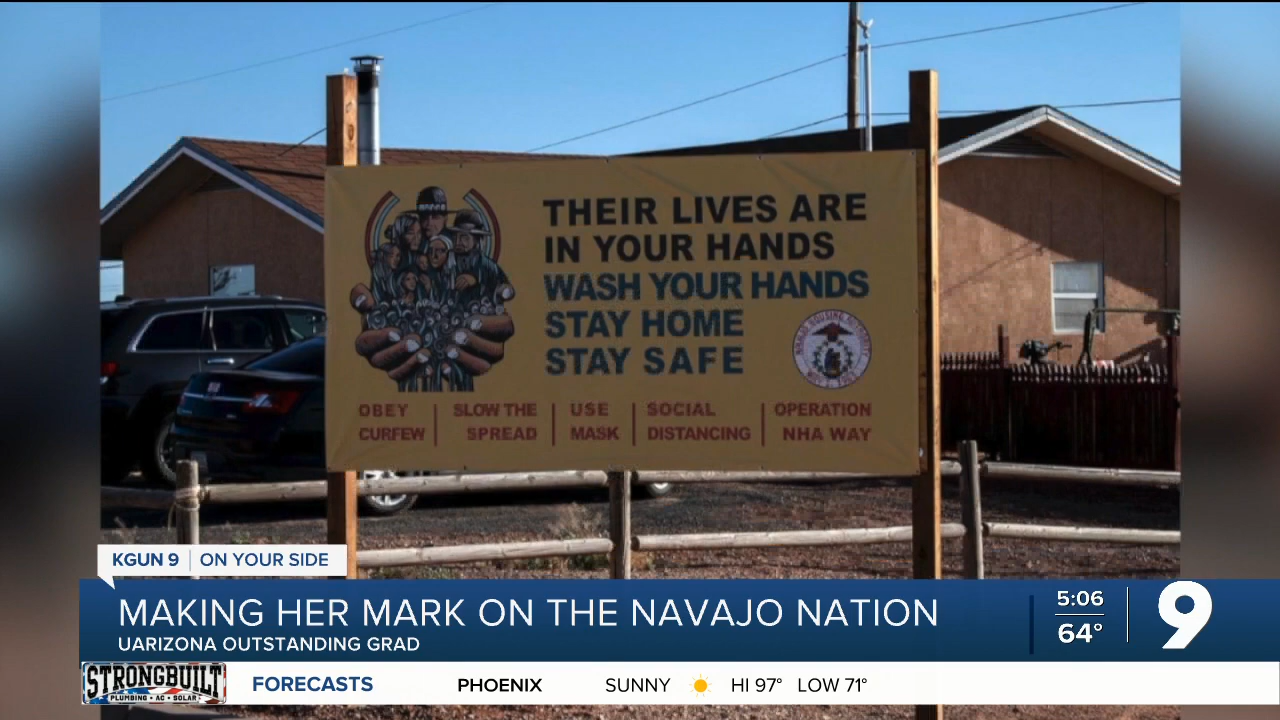 THEIR LIVES ARE
IN YOUR HANDS
WASH YOUR HANDS
STAY HOME
STAY SAFE
OBEY
CURFEW
SLOW THE
SPREAD
USE
MASK
SOCIAL
DISTANCING
OPERATION
NHA WAY
KGUN 9 | ON YOUR SIDE
MAKING HER MARK ON THE NAVAJO NATION
UARIZONA OUTSTANDING GRAD
5:06
64°
9
STRONGBUILT
PLUMBING • AC • SOLAR
FORECASTS PHOENIX SUNNY HI 97° LOW 71°